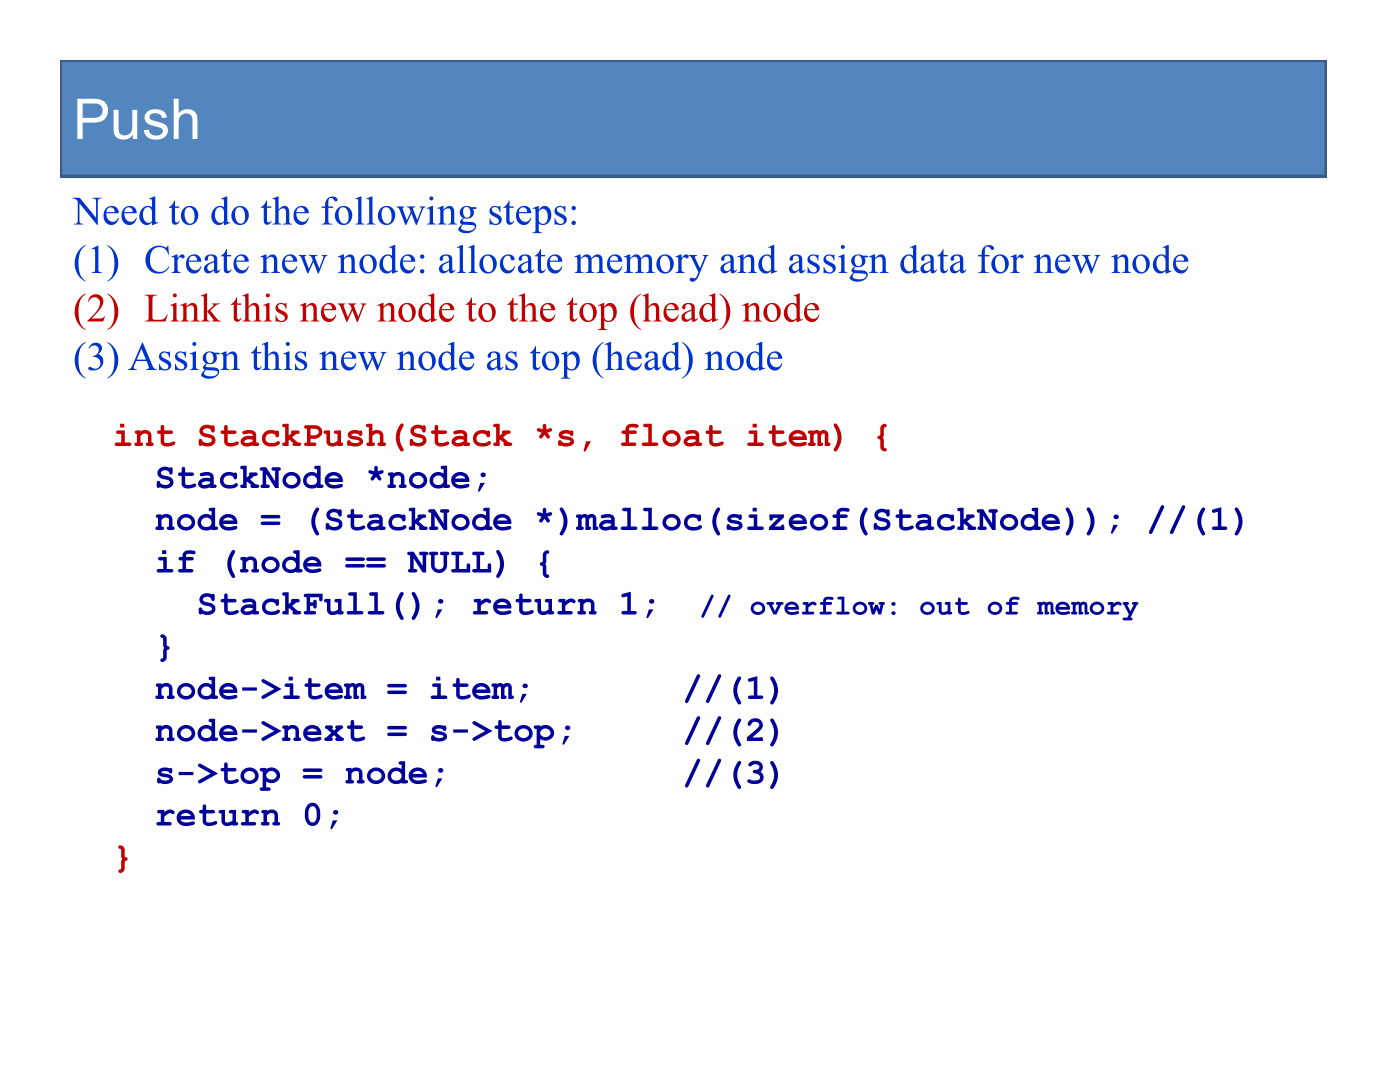 Push
Need to do the following steps:
(1) Create new node: allocate memory and assign data for new node
(2) Link this new node to the top (head) node
(3) Assign this new node as top (head) node
int StackPush(Stack *s, float item) {
  StackNode *node;
  node = (StackNode *)malloc(sizeof(StackNode)); //(1)
  if (node == NULL) {
    StackFull(); return 1;  // overflow: out of memory
  }
  node->item = item;       //(1)
  node->next = s->top;     //(2)
  s->top = node;           //(3)
  return 0;
}